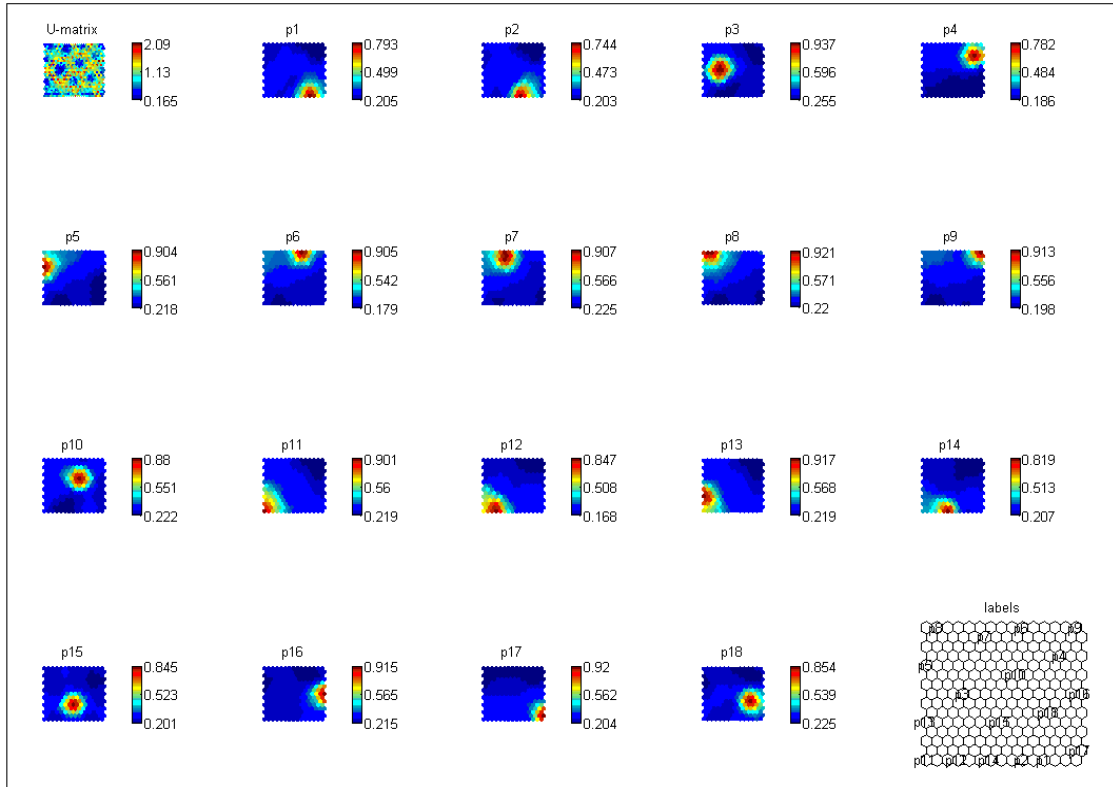 U-matrix
2.09
1.13
0.165
p1
0.793
0.499
0.205
p2
0.744
0.473
0.203
p3
0.937
0.596
0.255
p4
0.782
0.484
0.186
p5
0.904
0.561
0.218
p6
0.905
0.542
0.179
p7
0.907
0.566
0.225
p8
0.921
0.571
0.22
p9
0.913
0.556
0.198
p10
0.88
0.551
0.222
p11
0.901
0.56
0.219
p12
0.847
0.508
0.168
p13
0.917
0.568
0.219
p14
0.819
0.513
0.207
p15
0.845
0.523
0.201
p16
0.915
0.565
0.215
p17
0.92
0.562
0.204
p18
0.854
0.539
0.225
labels
p8
p6
p9
p7
p4
p5
p10
p3
p16
p18
p13
p15
p17
p11
p12
p14
p2
p1